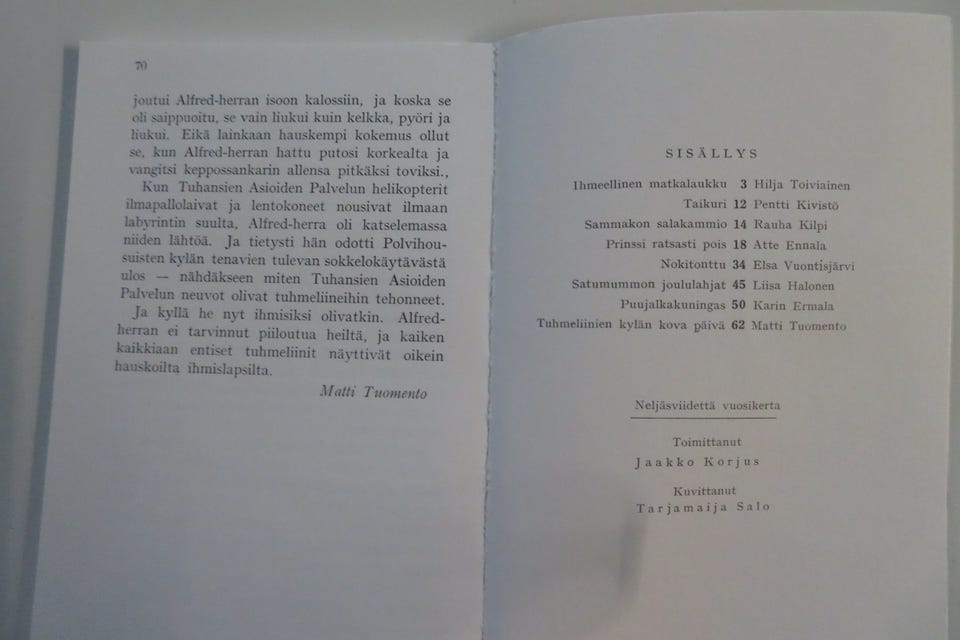 70
joutui Alfred-herran isoon kalossiin, ja koska se
oli saippuoitu, se vain liukui kuin kelkka, pyöri ja
liukui. Eikä lainkaan hauskempi kokemus ollut
se, kun Alfred-herran hattu putosi korkealta ja
vangitsi keppossankarin allensa pitkäksi toviksi.,
Kun Tuhansien Asioiden Palvelun helikopterit
ilmapallolaivat ja lentokoneet nousivat ilmaan
labyrintin suulta, Alfred-herra oli katselemassa
niiden lähtöä. Ja tietysti hän odotti Polvihou-
suisten kylän tenavien tulevan sokkelokäytävästä
ulos — nähdäkseen miten Tuhansien Asioiden
Palvelun neuvot olivat tuhmeliineihin tehonneet.
Ja kyllä he nyt ihmisiksi olivatkin. Alfred-
herran ei tarvinnut piiloutua heiltä, ja kaiken
kaikkiaan entiset tuhmeliinit näyttivät oikein
hauskoilta ihmislapsilta.
Matti Tuomento
SISÄLLYS
Ihmeellinen matkalaukku 3 Hilja Toiviainen
Taikuri 12 Pentti Kivistö
Sammakon salakammio 14 Rauha Kilpi
Prinssi ratsasti pois 18 Atte Ennala
Nokitonttu 34 Elsa Vuontisjärvi
Satumummon joululahjat 45 Liisa Halonen
Puujalkakuningas 50 Karin Ermala
Tuhmeliinien kylän kova päivä 62 Matti Tuomento
Neljäsviidettä vuosikerta
Toimittanut
Jaakko Korjus
Kuvittanut
Tarjamaija Salo